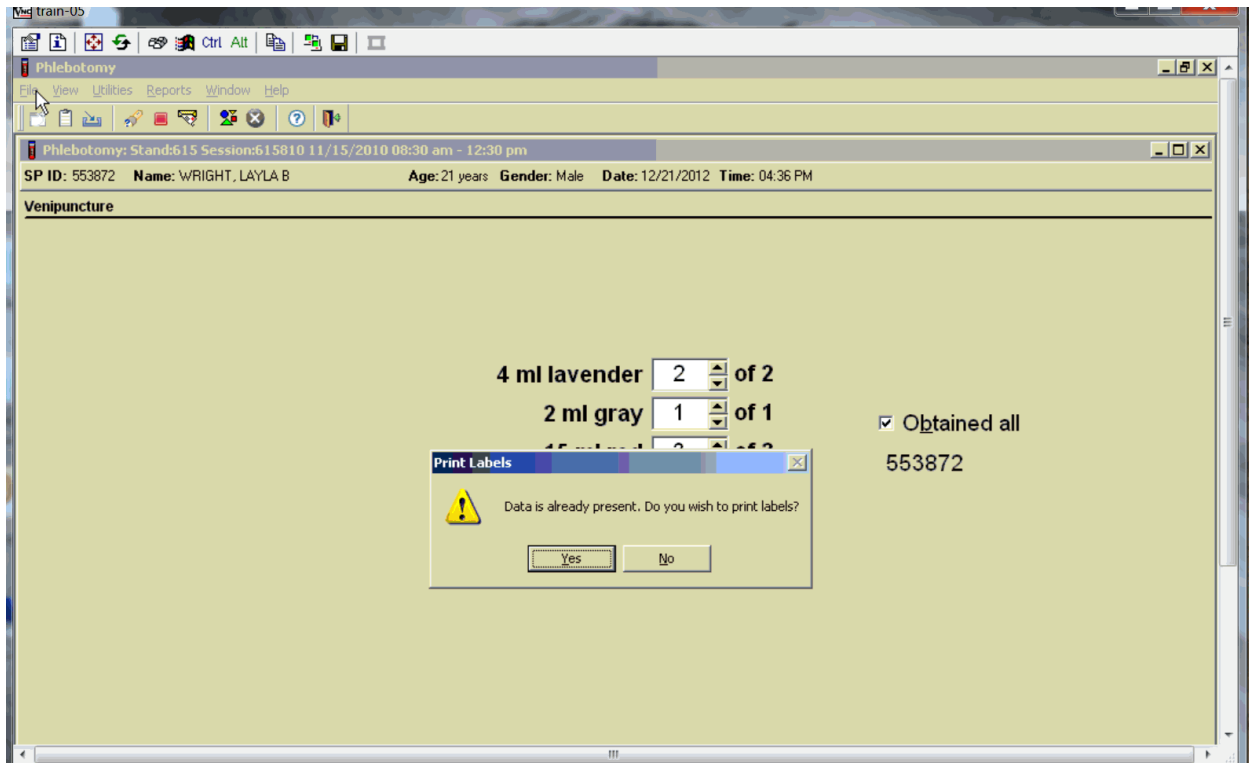 train-05
Ctrl Alt
Phlebotomy
File View Utilities Reports Window Help
Phlebotomy: Stand:615 Session:615810 11/15/2010 08:30 am - 12:30 pm
SP ID: 553872 Name: WRIGHT, LAYLA B Age: 21 years Gender: Male Date: 12/21/2012 Time: 04:36 PM
Venipuncture
4 ml lavender 2 of 2
2 ml gray 1 of 1
Obtained all
553872
Print Labels
Data is already present. Do you wish to print labels?
Yes No